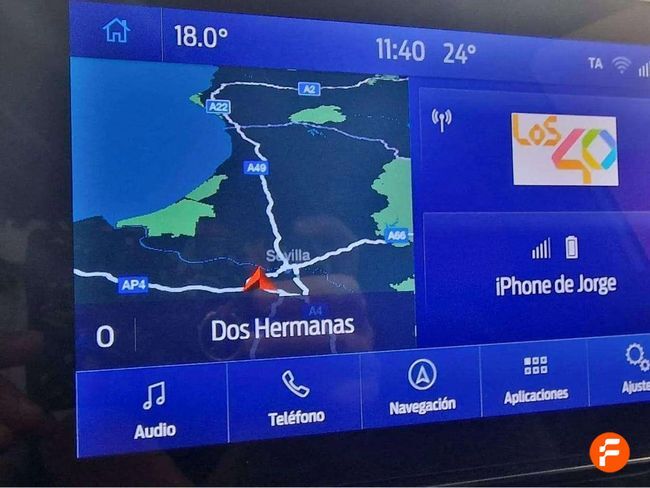 18.0°
11:40
24°
TA
A2
A22
A49
A66
Sevilla
AP4
A4
0
Dos Hermanas
LOS
40
iPhone de Jorge
Audio
Teléfono
Navegación
Aplicaciones